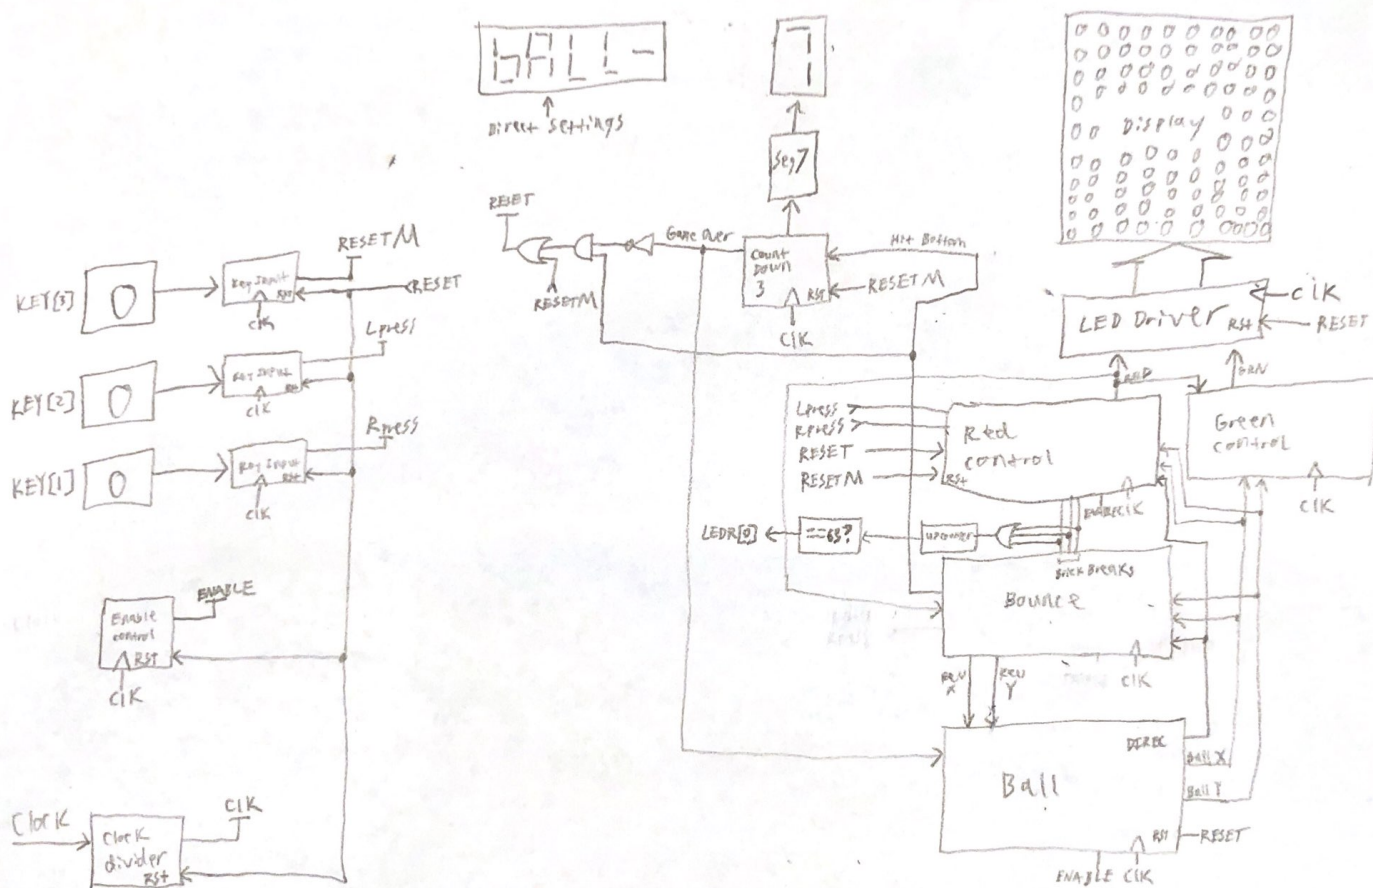 bALL-
Direct Settings
7
Seg7
Display
RESET
Game Over
RESETM
Count
Down
3
Rst
ClK
Hit Bottom
RESETM
LED Driver
Rst
ClK
RESET
KEY[3]
0
Key Input
Rst
ClK
RESETM
RESET
KEY[2]
0
Key Input
Rst
ClK
Lpress
KEY[1]
0
Key Input
Rst
ClK
Rpress
Enable
control
RST
ClK
ENABLE
Clock
Clock
divider
Rst
ClK
Lpress
Rpress
RESET
RESETM
Red
control
Rst
ENABLE
ClK
RED
GRN
Green
control
ClK
LEDR[0]
==63?
upcounter
Brick Breaks
Bounce
ClK
REV
X
REV
Y
Ball
DIREC
Ball X
Ball Y
RST
RESET
ENABLE
ClK